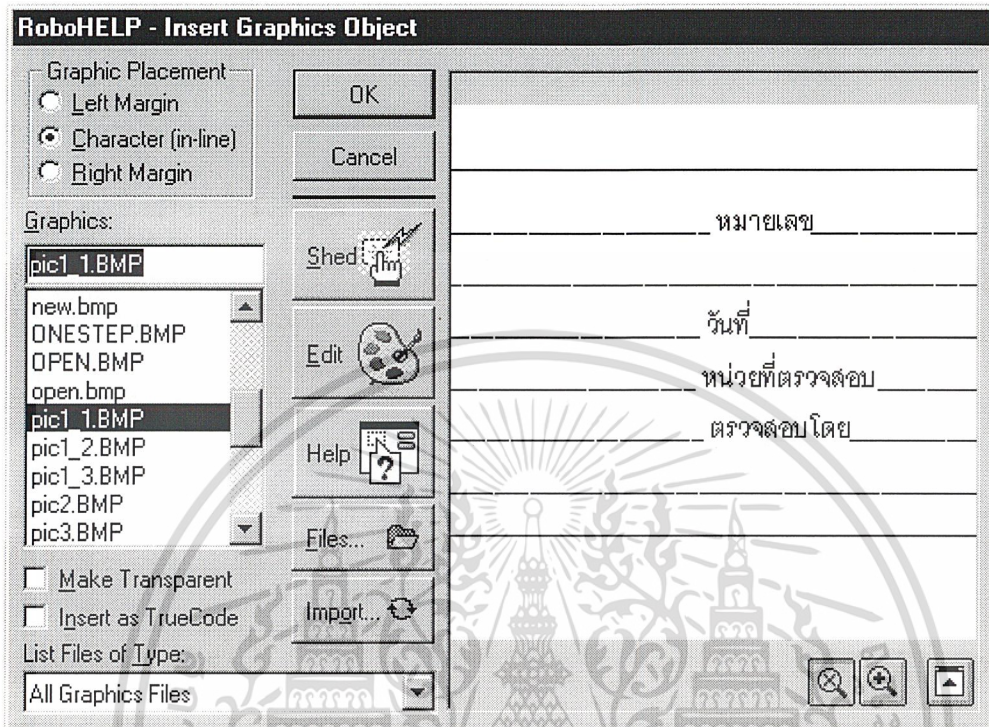 RoboHELP - Insert Graphics Object
Graphic Placement
Left Margin
Character (in-line)
Right Margin
OK
Cancel
Graphics:
pic1_1.BMP
new.bmp
ONESTEP.BMP
OPEN.BMP
open.bmp
pic1_1.BMP
pic1_2.BMP
pic1_3.BMP
pic2.BMP
pic3.BMP
Make Transparent
Insert as TrueCode
List Files of Type:
All Graphics Files
Shed
Edit
Help
Files...
Import...
หมายเลข
วันที่
หน่วยที่ตรวจสอบ
ตรวจสอบโดย